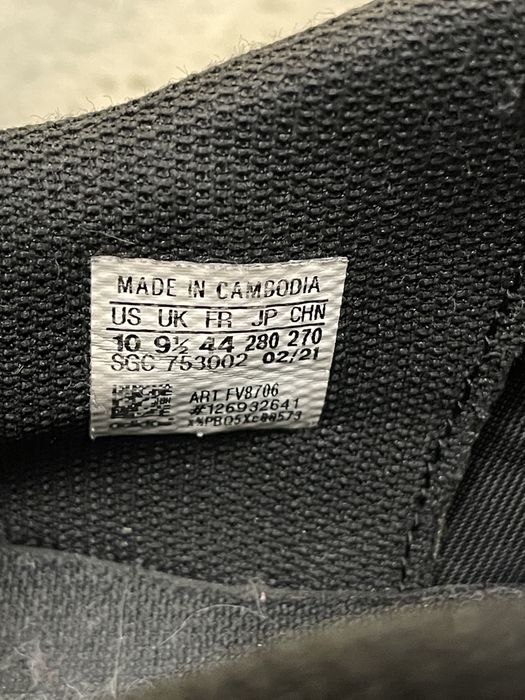 MADE IN CAMBODIA
US UK FR JP CHN
10 9½ 44 280 270
SGC 753002 02/21
ART FV8706
#126932641